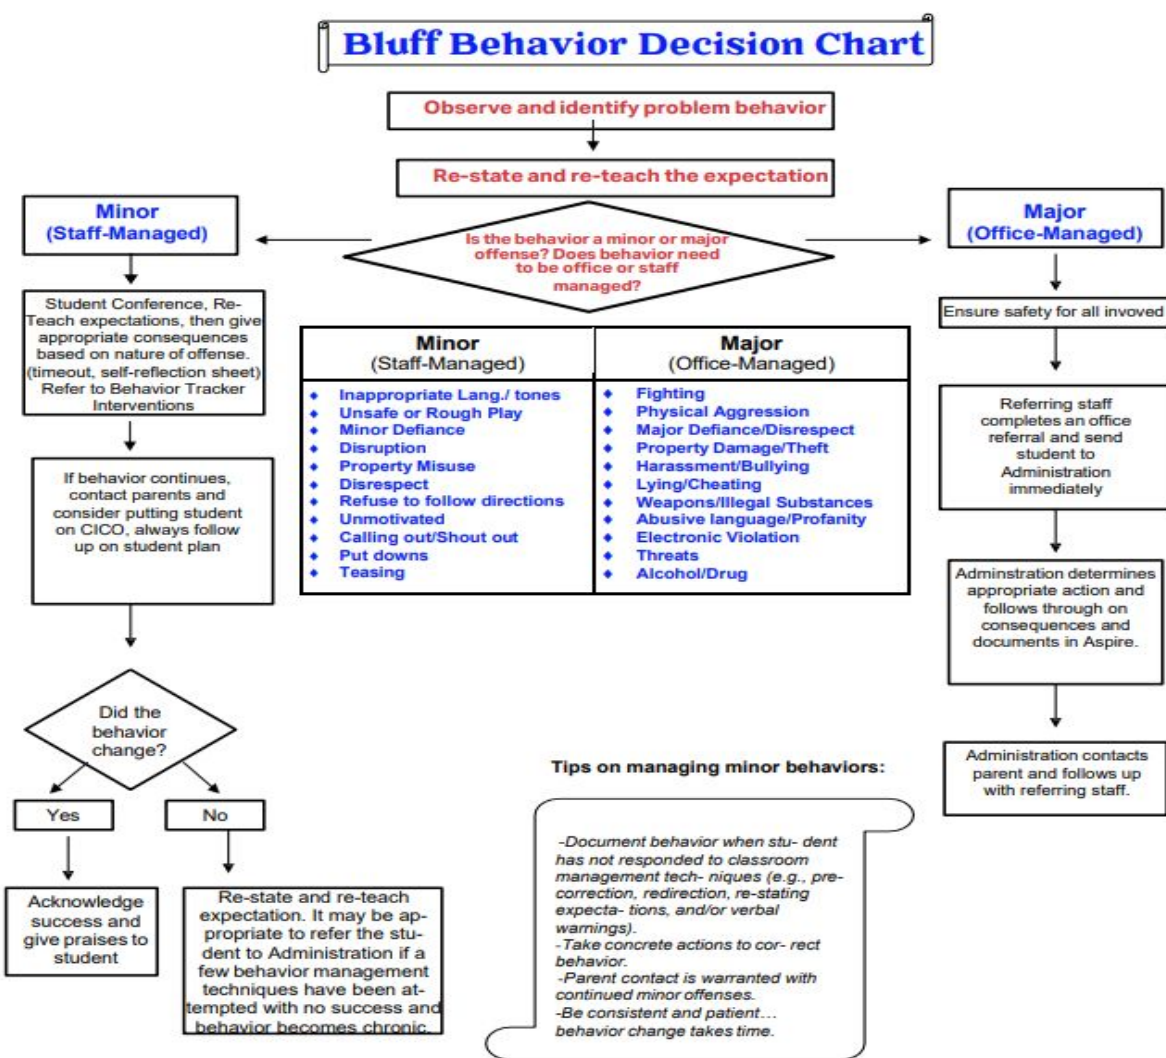 Bluff Behavior Decision Chart
Observe and identify problem behavior
Re-state and re-teach the expectation
Is the behavior a minor or major
offense? Does behavior need
to be office or staff
managed?
Minor
(Staff-Managed)
Student Conference, Re-
Teach expectations, then give
appropriate consequences
based on nature of offense.
(timeout, self-reflection sheet)
Refer to Behavior Tracker
Interventions
If behavior continues,
contact parents and
consider putting student
on CICO, always follow
up on student plan
Did the
behavior
change?
Yes
No
Acknowledge
success and
give praises to
student
Re-state and re-teach
expectation. It may be ap-
propriate to refer the stu-
dent to Administration if a
few behavior management
techniques have been at-
tempted with no success and
behavior becomes chronic.
Minor
(Staff-Managed)
Inappropriate Lang./ tones
Unsafe or Rough Play
Minor Defiance
Disruption
Property Misuse
Disrespect
Refuse to follow directions
Unmotivated
Calling out/Shout out
Put downs
Teasing
Major
(Office-Managed)
Fighting
Physical Aggression
Major Defiance/Disrespect
Property Damage/Theft
Harassment/Bullying
Lying/Cheating
Weapons/Illegal Substances
Abusive language/Profanity
Electronic Violation
Threats
Alcohol/Drug
Major
(Office-Managed)
Ensure safety for all invoved
Referring staff
completes an office
referral and send
student to
Administration
immediately
Adminstration determines
appropriate action and
follows through on
consequences and
documents in Aspire.
Administration contacts
parent and follows up
with referring staff.
Tips on managing minor behaviors:
-Document behavior when stu- dent
has not responded to classroom
management tech- niques (e.g., pre-
correction, redirection, re-stating
expecta- tions, and/or verbal
warnings).
-Take concrete actions to cor- rect
behavior.
-Parent contact is warranted with
continued minor offenses.
-Be consistent and patient…
behavior change takes time.